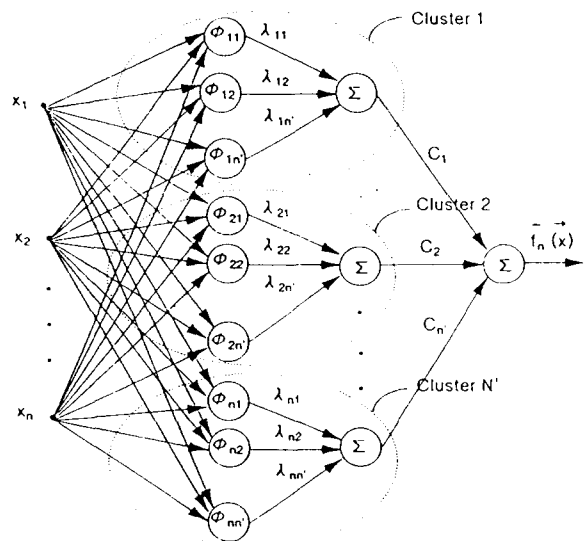 Cluster 1
Φ11
λ11
x1
Φ12
λ12
Σ
λ1n'
Φ1n'
C1
Φ21
λ21
Cluster 2
x2
Φ22
λ22
Σ
C2
Σ
f̄n (x⃗)
λ2n'
Φ2n'
Cn'
Cluster N'
xn
Φn1
λn1
Φn2
λn2
Σ
λnn'
Φnn'